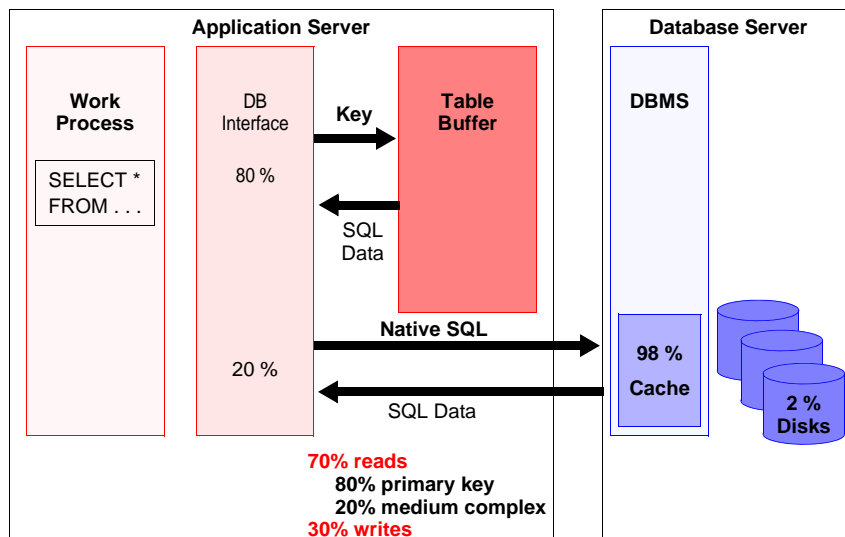 Application Server
Database Server
Work
Process
SELECT *
FROM . . .
DB
Interface
80 %
20 %
Key
Table
Buffer
SQL
Data
Native SQL
SQL Data
DBMS
98 %
Cache
2 %
Disks
70% reads
80% primary key
20% medium complex
30% writes